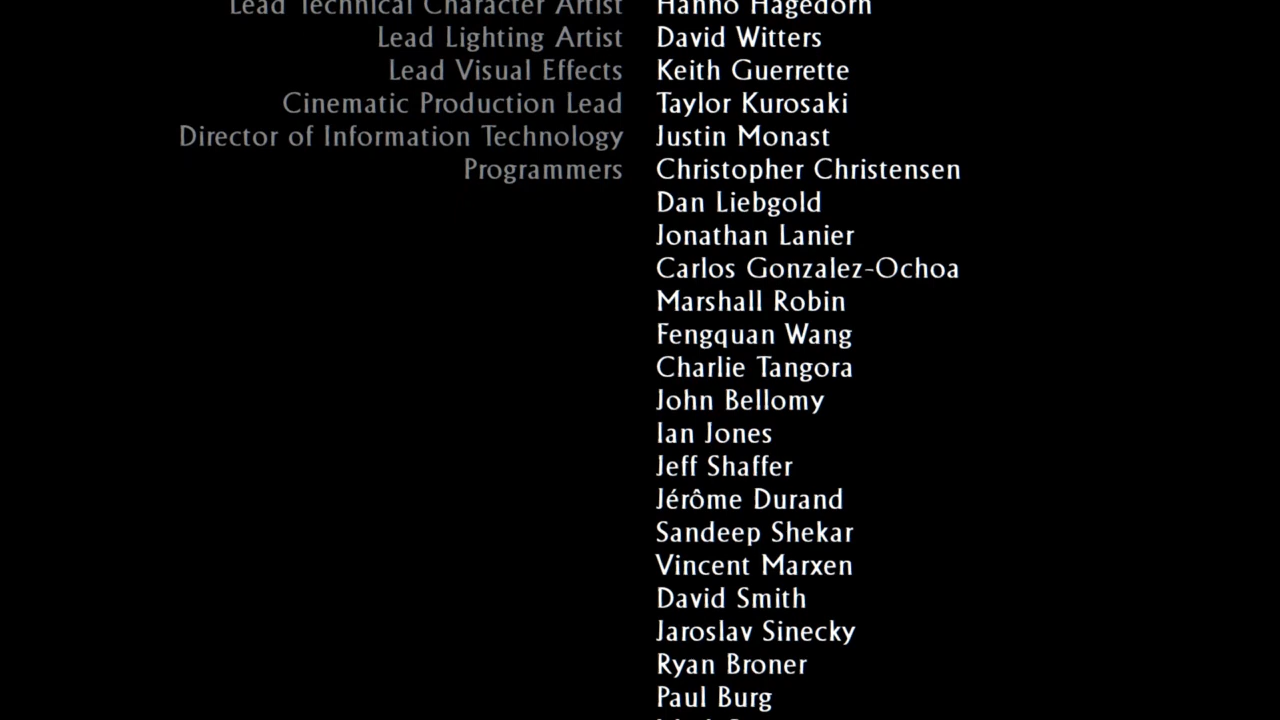 Lead Technical Character Artist Hanno Hagedorn
Lead Lighting Artist David Witters
Lead Visual Effects Keith Guerrette
Cinematic Production Lead Taylor Kurosaki
Director of Information Technology Justin Monast
Programmers Christopher Christensen
Dan Liebgold
Jonathan Lanier
Carlos Gonzalez-Ochoa
Marshall Robin
Fengquan Wang
Charlie Tangora
John Bellomy
Ian Jones
Jeff Shaffer
Jérôme Durand
Sandeep Shekar
Vincent Marxen
David Smith
Jaroslav Sinecky
Ryan Broner
Paul Burg